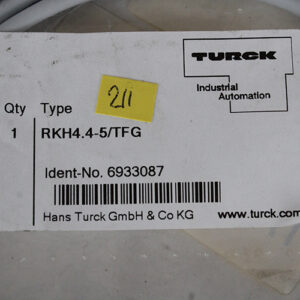 TURCK
Industrial
Automation
Qty Type
211
1 RKH4.4-5/TFG
Ident-No. 6933087
Hans Turck GmbH & Co KG
www.turck.com